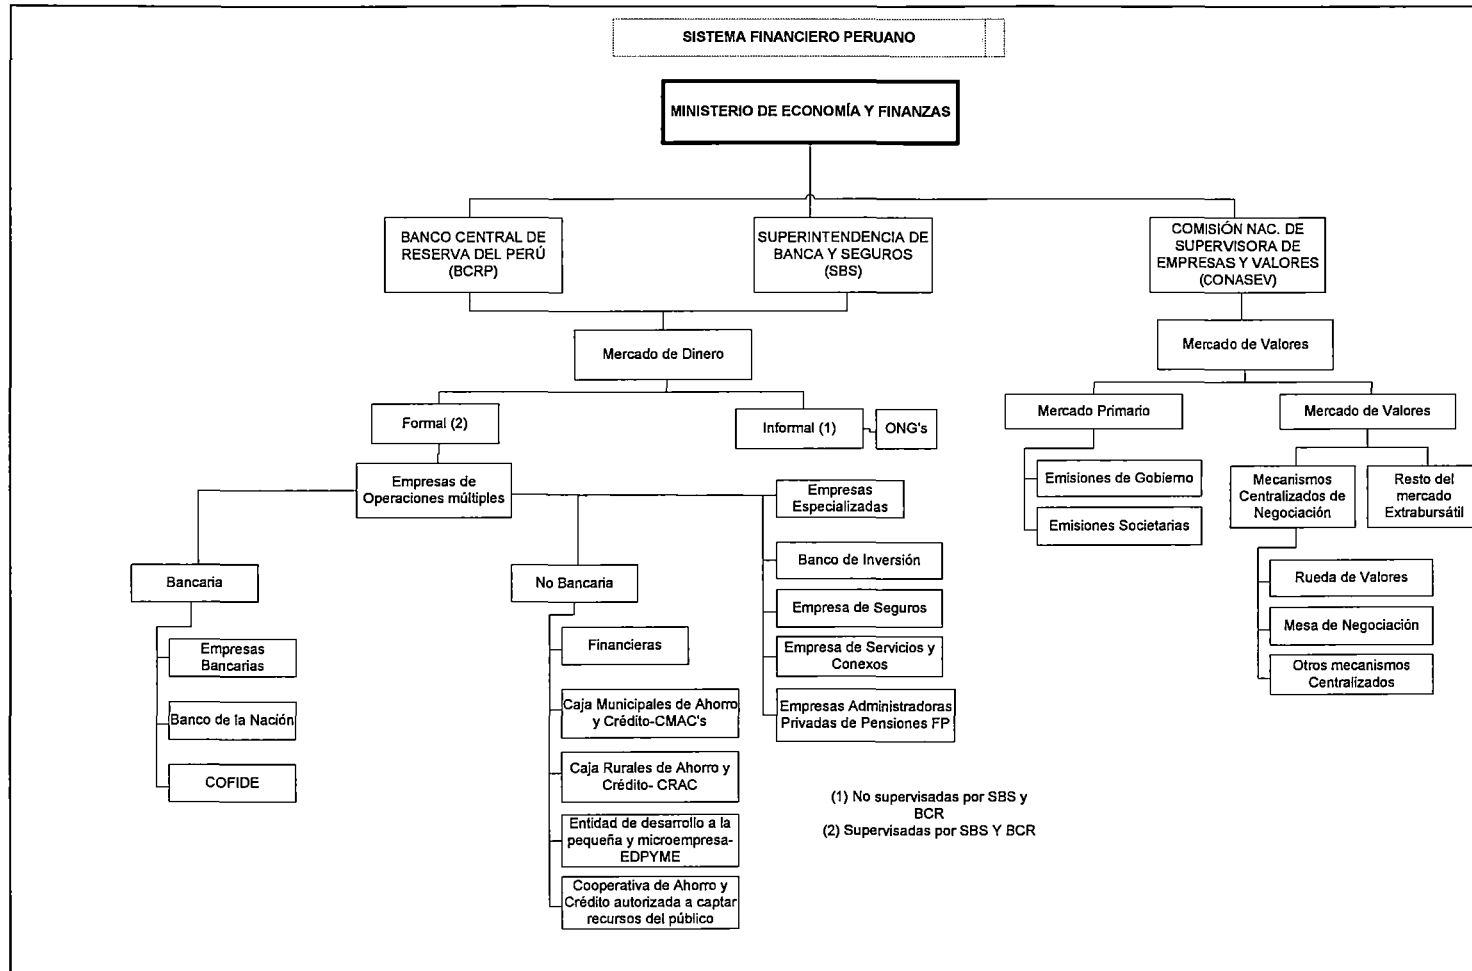 SISTEMA FINANCIERO PERUANO
MINISTERIO DE ECONOMÍA Y FINANZAS
BANCO CENTRAL DE
RESERVA DEL PERÚ
(BCRP)
SUPERINTENDENCIA DE
BANCA Y SEGUROS
(SBS)
COMISIÓN NAC. DE
SUPERVISORA DE
EMPRESAS Y VALORES
(CONASEV)
Mercado de Dinero
Mercado de Valores
Formal (2)
Informal (1)
ONG's
Mercado Primario
Mercado de Valores
Empresas de
Operaciones múltiples
Empresas
Especializadas
Emisiones de Gobierno
Emisiones Societarias
Mecanismos
Centralizados de
Negociación
Resto del
mercado
Extrabursátil
Bancaria
No Bancaria
Banco de Inversión
Empresa de Seguros
Empresa de Servicios y
Conexos
Empresas Administradoras
Privadas de Pensiones FP
Rueda de Valores
Mesa de Negociación
Otros mecanismos
Centralizados
Empresas
Bancarias
Banco de la Nación
COFIDE
Financieras
Caja Municipales de Ahorro
y Crédito-CMAC's
Caja Rurales de Ahorro y
Crédito- CRAC
Entidad de desarrollo a la
pequeña y microempresa-
EDPYME
Cooperativa de Ahorro y
Crédito autorizada a captar
recursos del público
(1) No supervisadas por SBS y
BCR
(2) Supervisadas por SBS Y BCR